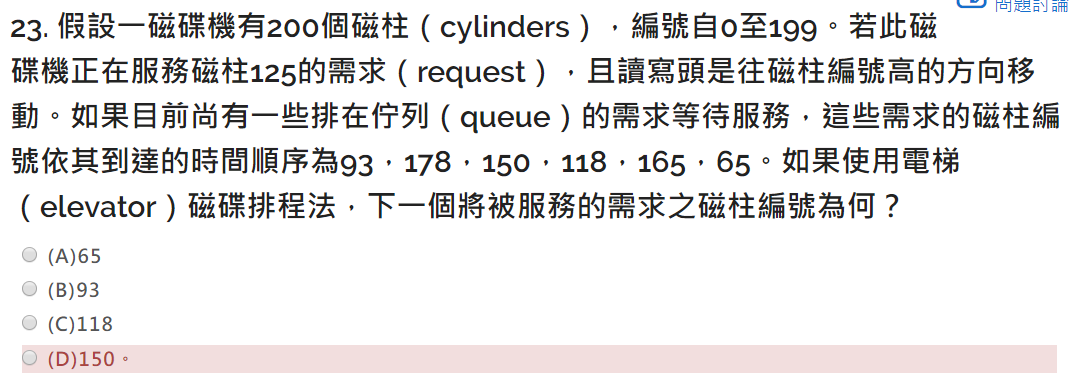 問題討論
23. 假設一磁碟機有200個磁柱（cylinders），編號自0至199。若此磁
碟機正在服務磁柱125的需求（request），且讀寫頭是往磁柱編號高的方向移
動。如果目前尚有一些排在佇列（queue）的需求等待服務，這些需求的磁柱編
號依其到達的時間順序為93，178，150，118，165，65。如果使用電梯
（elevator）磁碟排程法，下一個將被服務的需求之磁柱編號為何？
(A)65
(B)93
(C)118
(D)150。